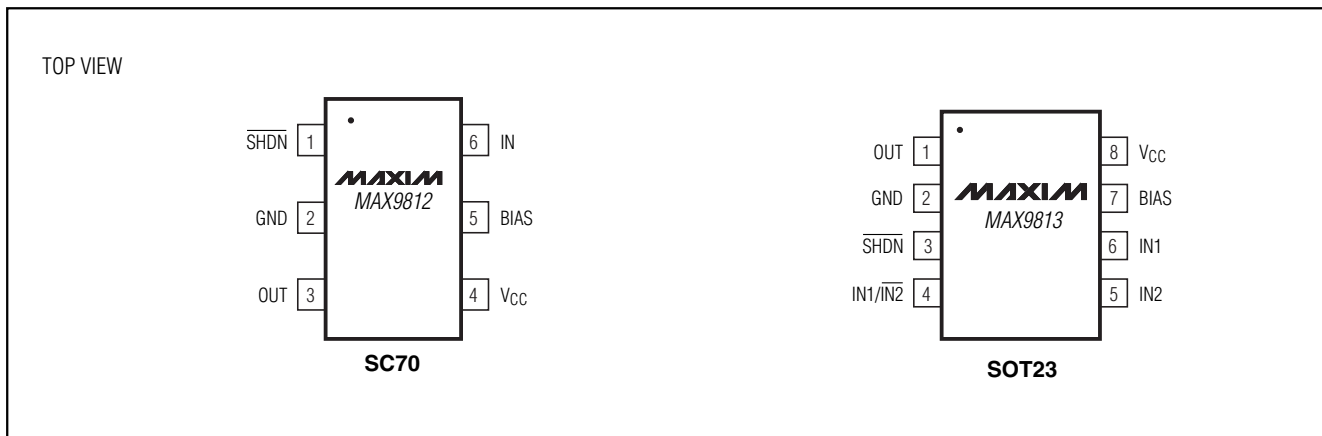 TOP VIEW
SHDN 1
GND 2
OUT 3
MAXIM
MAX9812
6 IN
5 BIAS
4 VCC
SC70
OUT 1
GND 2
SHDN 3
IN1/IN2 4
MAXIM
MAX9813
8 VCC
7 BIAS
6 IN1
5 IN2
SOT23